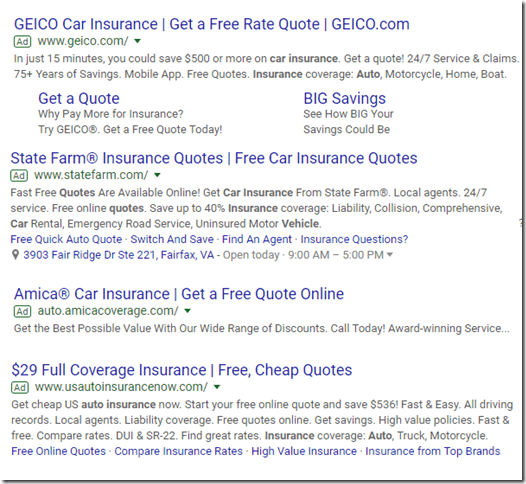 GEICO Car Insurance | Get a Free Rate Quote | GEICO.com
Ad www.geico.com/
In just 15 minutes, you could save $500 or more on car insurance. Get a quote! 24/7 Service & Claims.
75+ Years of Savings. Mobile App. Free Quotes. Insurance coverage: Auto, Motorcycle, Home, Boat.
Get a Quote
Why Pay More for Insurance?
Try GEICO®. Get a Free Quote Today!
BIG Savings
See How BIG Your
Savings Could Be
State Farm® Insurance Quotes | Free Car Insurance Quotes
Ad www.statefarm.com/
Fast Free Quotes Are Available Online! Get Car Insurance From State Farm®. Local agents. 24/7
service. Free online quotes. Save up to 40% Insurance coverage: Liability, Collision, Comprehensive,
Car Rental, Emergency Road Service, Uninsured Motor Vehicle.
Free Quick Auto Quote · Switch And Save · Find An Agent · Insurance Questions?
3903 Fair Ridge Dr Ste 221, Fairfax, VA - Open today · 9:00 AM – 5:00 PM
Amica® Car Insurance | Get a Free Quote Online
Ad auto.amicacoverage.com/
Get the Best Possible Value With Our Wide Range of Discounts. Call Today! Award-winning Service...
$29 Full Coverage Insurance | Free, Cheap Quotes
Ad www.usautoinsurancenow.com/
Get cheap US auto insurance now. Start your free online quote and save $536! Fast & Easy. All driving
records. Local agents. Liability coverage. Free quotes online. Get savings. High value policies. Fast &
free. Compare rates. DUI & SR-22. Find great rates. Insurance coverage: Auto, Truck, Motorcycle.
Free Online Quotes · Compare Insurance Rates · High Value Insurance · Insurance from Top Brands